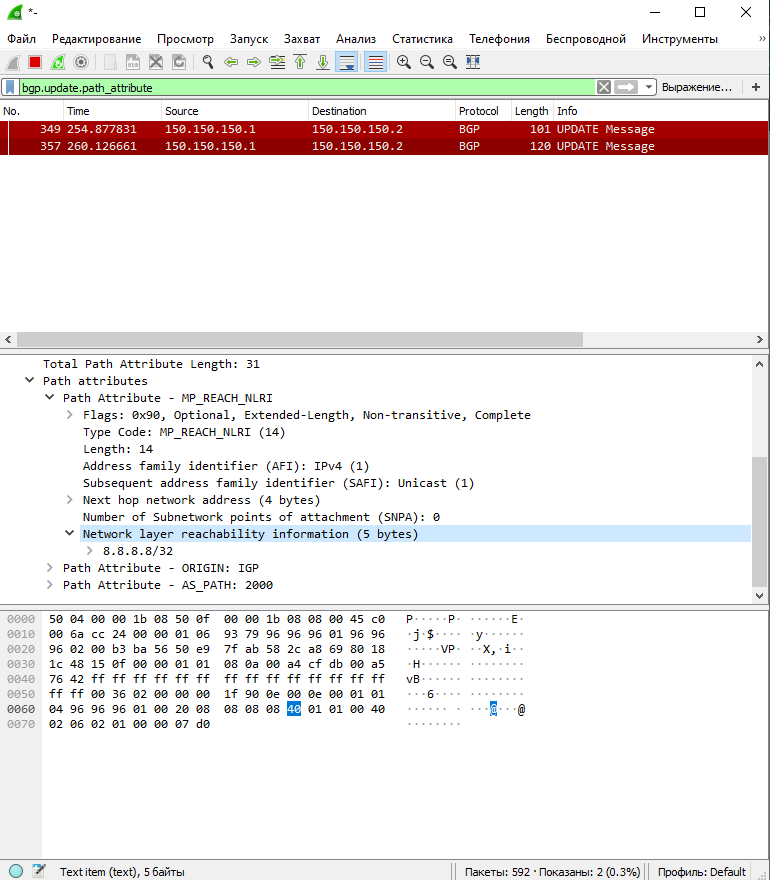 *-
Файл Редактирование Просмотр Запуск Захват Анализ Статистика Телефония Беспроводной Инструменты »
bgp.update.path_attribute Выражение... +
No. Time Source Destination Protocol Length Info
349 254.877831 150.150.150.1 150.150.150.2 BGP 101 UPDATE Message
357 260.126661 150.150.150.1 150.150.150.2 BGP 120 UPDATE Message
Total Path Attribute Length: 31
Path attributes
Path Attribute - MP_REACH_NLRI
Flags: 0x90, Optional, Extended-Length, Non-transitive, Complete
Type Code: MP_REACH_NLRI (14)
Length: 14
Address family identifier (AFI): IPv4 (1)
Subsequent address family identifier (SAFI): Unicast (1)
Next hop network address (4 bytes)
Number of Subnetwork points of attachment (SNPA): 0
Network layer reachability information (5 bytes)
8.8.8.8/32
Path Attribute - ORIGIN: IGP
Path Attribute - AS_PATH: 2000
0000 50 04 00 00 1b 08 50 0f 00 00 1b 08 08 00 45 c0 P·····P· ······E·
0010 00 6a cc 24 00 00 01 06 93 79 96 96 96 01 96 96 ·j·$···· ·y······
0020 96 02 00 b3 ba 56 50 e9 7f ab 58 2c a8 69 80 18 ·····VP· ··X,·i··
0030 1c 48 15 0f 00 00 01 01 08 0a 00 a4 cf db 00 a5 ·H······ ········
0040 76 42 ff ff ff ff ff ff ff ff ff ff ff ff ff ff vB······ ········
0050 ff ff 00 36 02 00 00 00 1f 90 0e 00 0e 00 01 01 ···6···· ········
0060 04 96 96 96 01 00 20 08 08 08 08 40 01 01 00 40 ······ · ···@···@
0070 02 06 02 01 00 00 07 d0 ········
Text item (text), 5 байты Пакеты: 592 · Показаны: 2 (0.3%) Профиль: Default